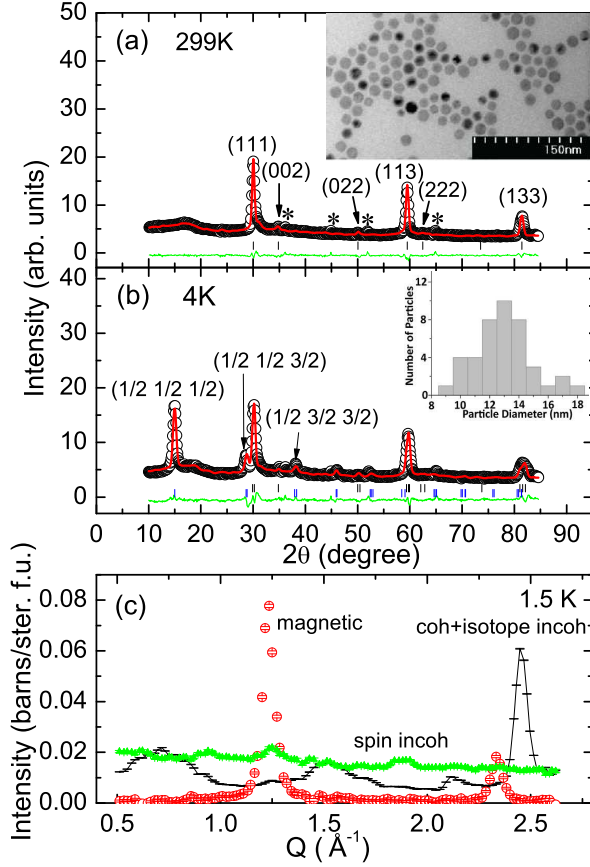 (a)
299K
50
40
30
20
10
0
(111)
(002)
*
*
(022)
*
(113)
(222)
*
(133)
150nm
Intensity (arb. units)
(b)
4K
40
30
20
10
0
(1/2 1/2 1/2)
(1/2 1/2 3/2)
(1/2 3/2 3/2)
Number of Particles
12
8
4
0
8 10 12 14 16 18
Particle Diameter (nm)
0 10 20 30 40 50 60 70 80 90
2θ (degree)
(c)
1.5 K
Intensity (barns/ster. f.u.)
0.08
0.06
0.04
0.02
0.00
magnetic
coh+isotope incoh
spin incoh
0.5 1.0 1.5 2.0 2.5
Q (Å⁻¹)